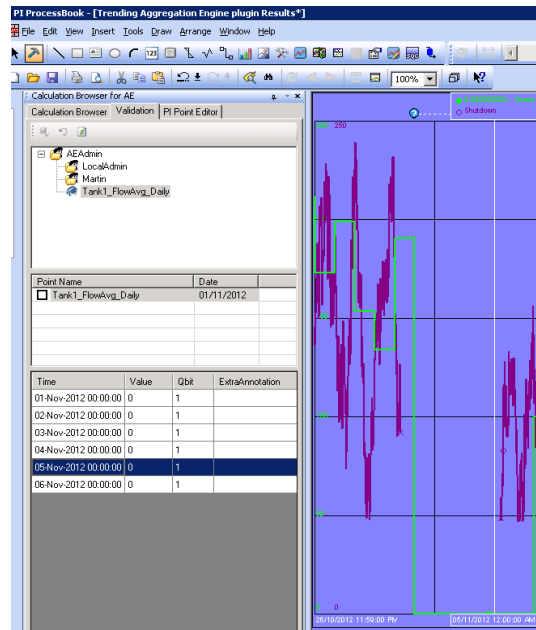 PI ProcessBook - [Trending Aggregation Engine plugin Results*]
File Edit View Insert Tools Draw Arrange Window Help
100%
Calculation Browser for AE
Calculation Browser Validation PI Point Editor
AEAdmin
LocalAdmin
Martin
Tank1_FlowAvg_Daily
Point Name Date
Tank1_FlowAvg_Daily 01/11/2012
Time Value Qbit ExtraAnnotation
01-Nov-2012 00:00:00 0 1
02-Nov-2012 00:00:00 0 1
03-Nov-2012 00:00:00 0 1
04-Nov-2012 00:00:00 0 1
05-Nov-2012 00:00:00 0 1
06-Nov-2012 00:00:00 0 1
Shutdown
250
0 0
26/10/2012 11:59:00 PM 05/11/2012 12:00:00 AM